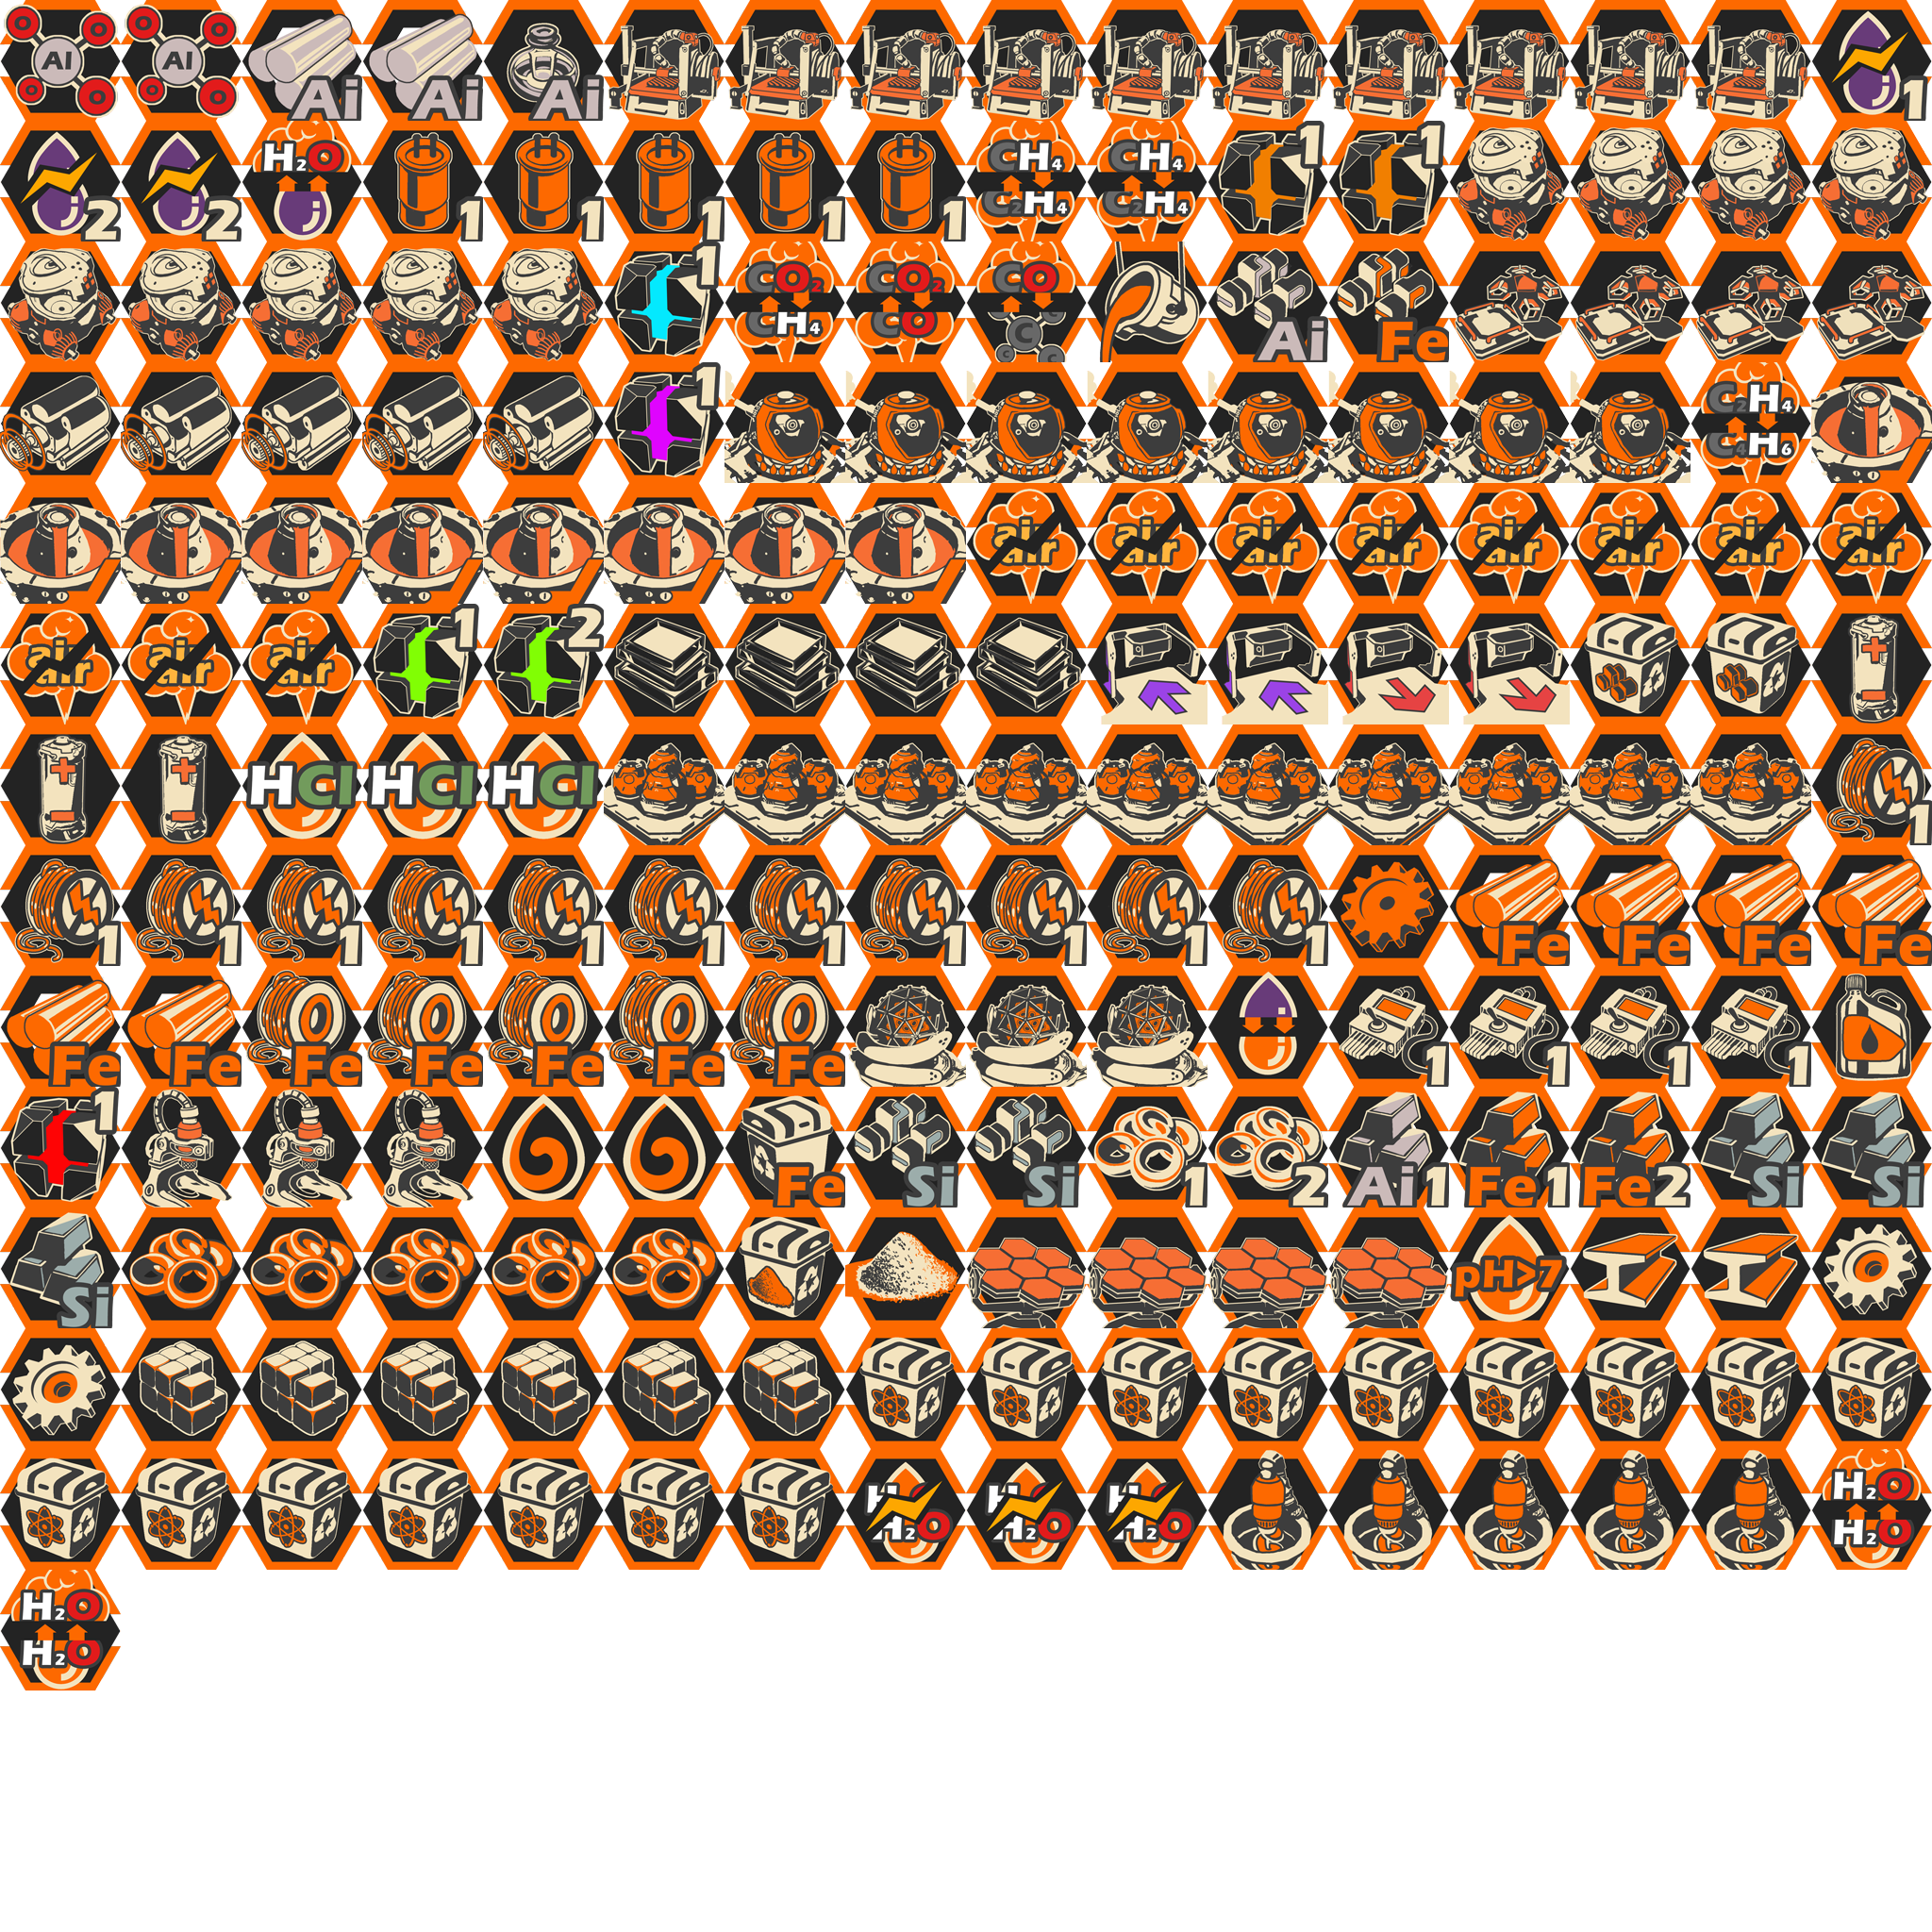 O O O O
Al Al
O O O O
Ai Ai Ai
1
2 2
H₂O
1 1 1 1 1
CH₄ CH₄
C₂H₄ C₂H₄
1 1
1
CO₂ CO₂ CO
CH₄ CO C
Ai Fe
1
C₂H₄
C₄H₆
air air air air air air air air
air air air
1 2
HCl HCl HCl
1
1 1 1 1 1 1 1 1 1 1 1
Fe Fe Fe Fe
Fe Fe Fe Fe Fe Fe Fe
1 1 1 1
1
Fe Si Si 1 2 Ai1 Fe1 Fe2 Si Si
Si
pH>7
H₂O H₂O H₂O
H₂O
H₂O
H₂O
H₂O